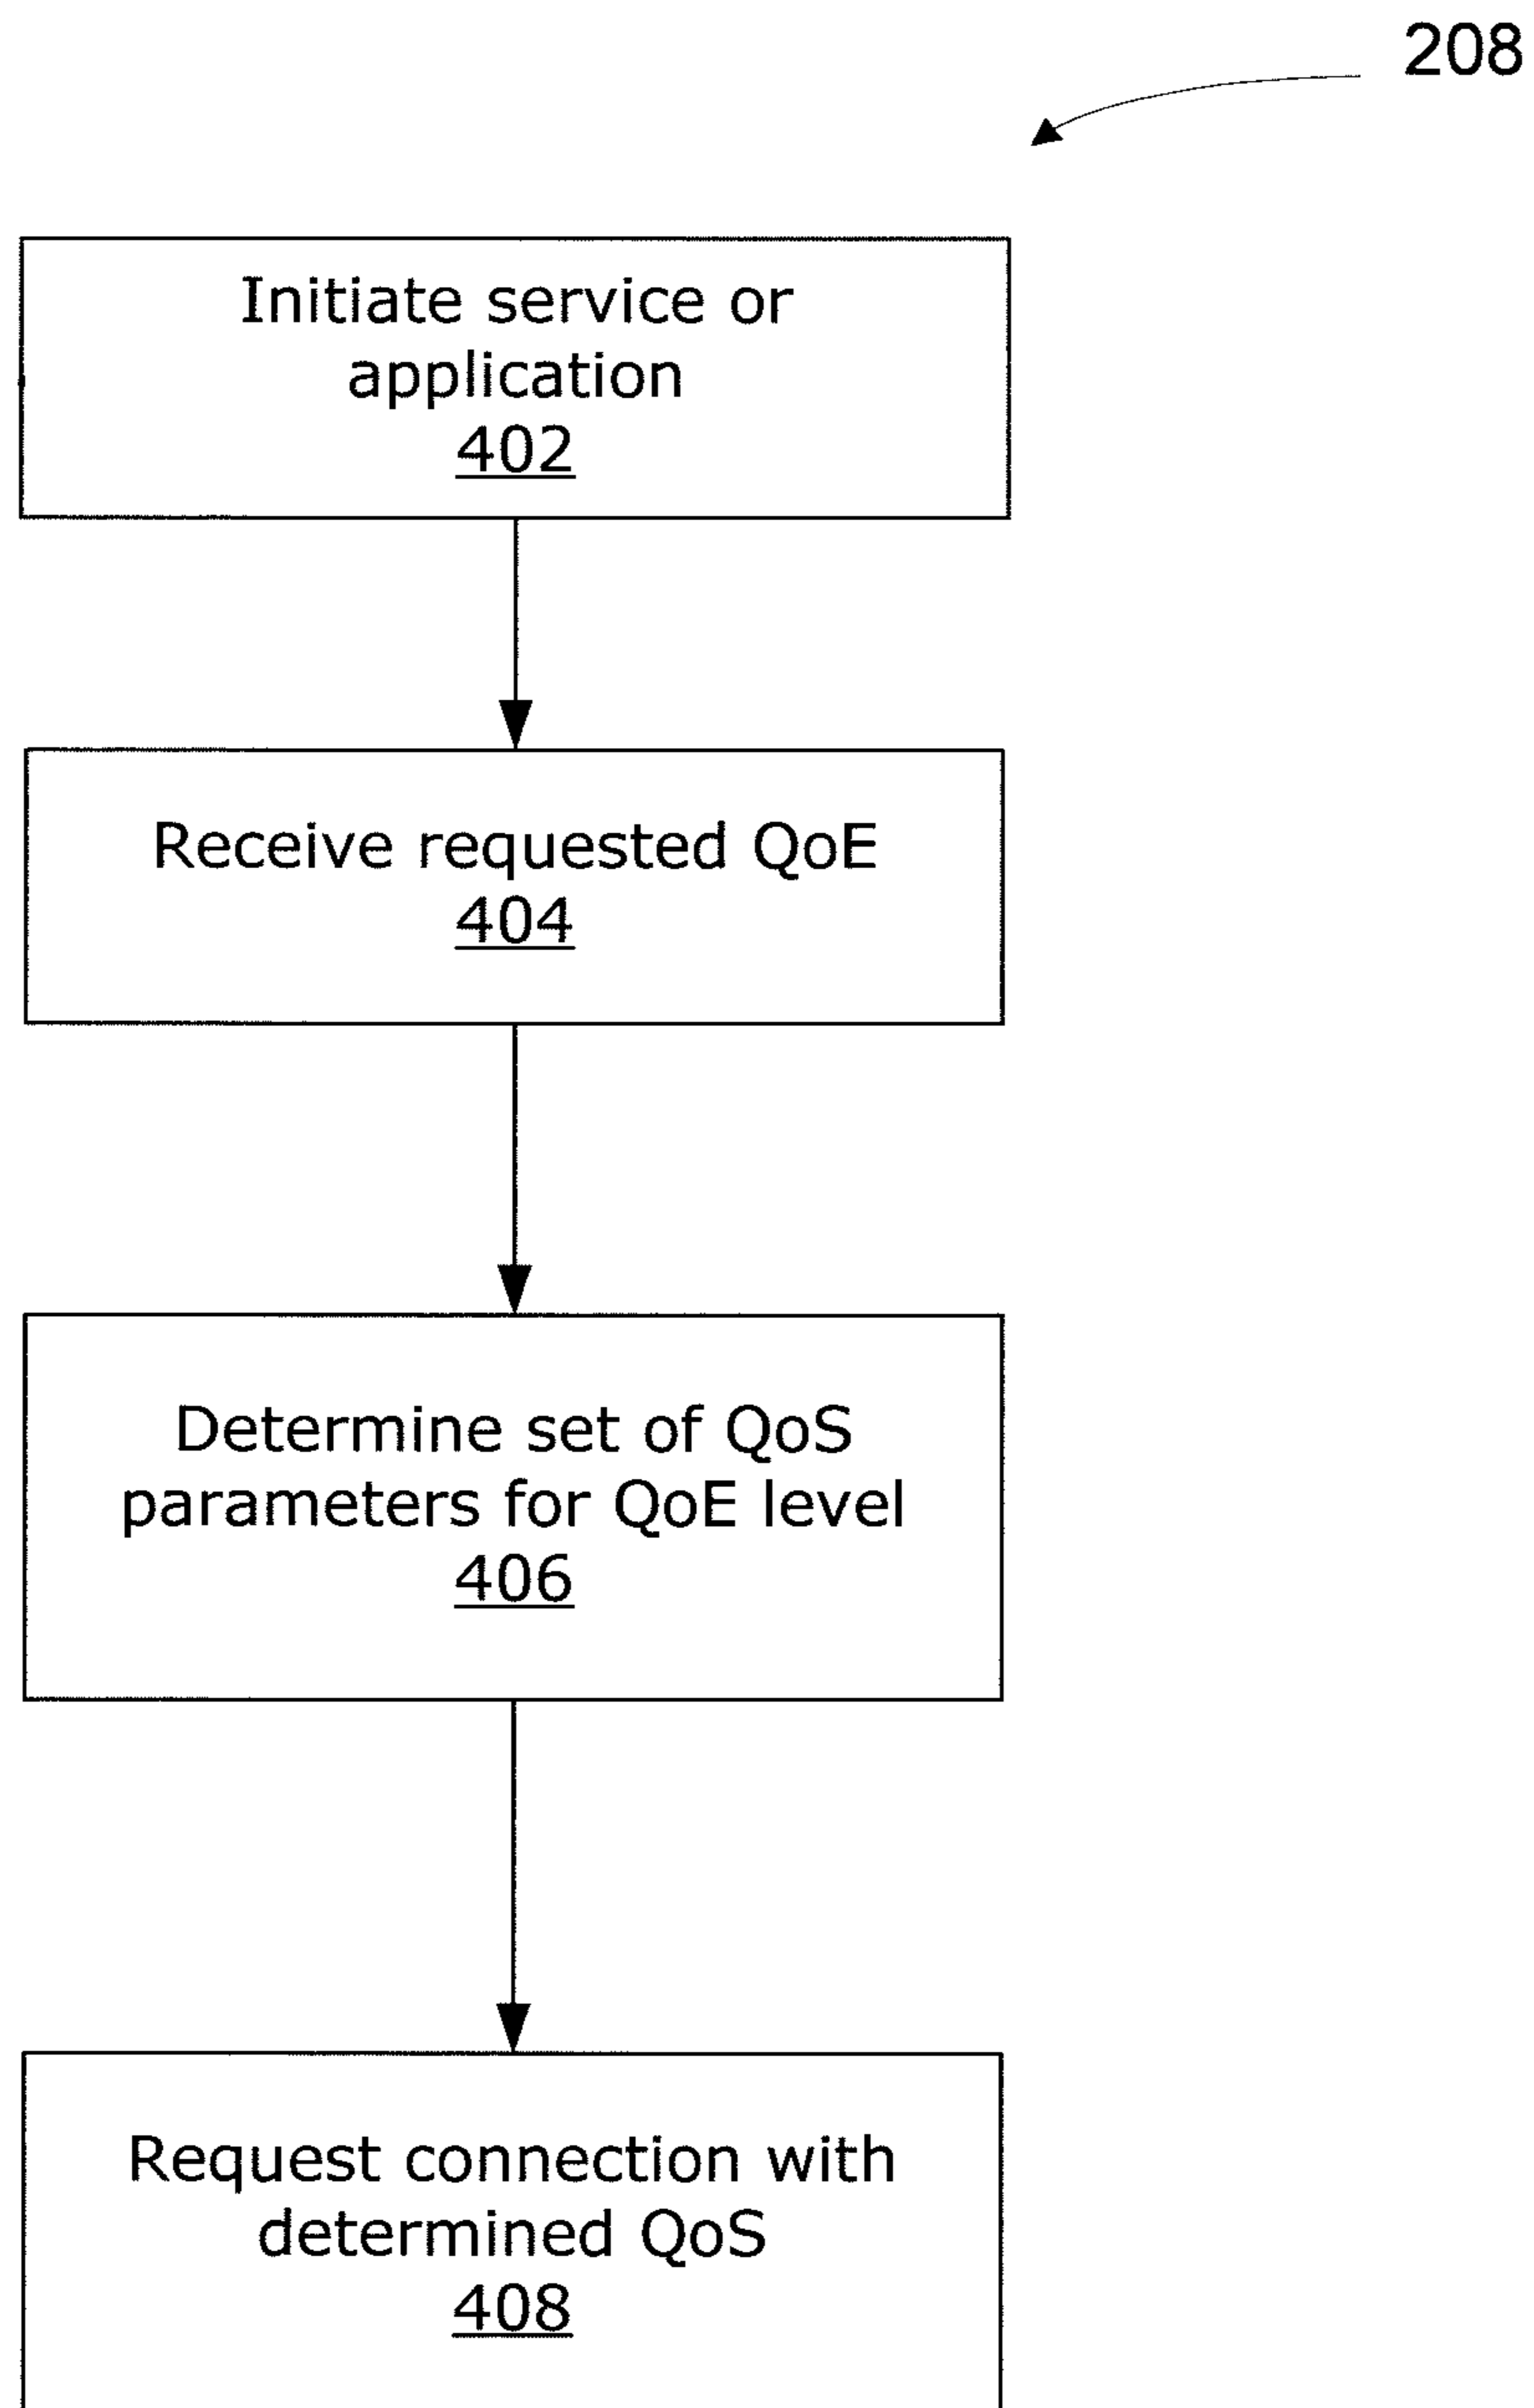 208
Initiate service or
application
402
Receive requested QoE
404
Determine set of QoS
parameters for QoE level
406
Request connection with
determined QoS
408